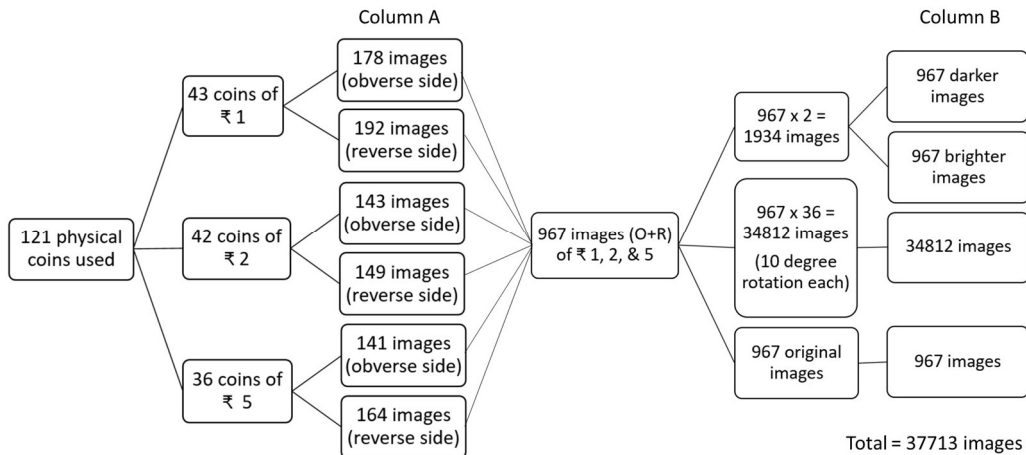 Column A
Column B
121 physical
coins used
43 coins of
₹ 1
42 coins of
₹ 2
36 coins of
₹ 5
178 images
(obverse side)
192 images
(reverse side)
143 images
(obverse side)
149 images
(reverse side)
141 images
(obverse side)
164 images
(reverse side)
967 images (O+R)
of ₹ 1, 2, & 5
967 x 2 =
1934 images
967 x 36 =
34812 images
(10 degree
rotation each)
967 original
images
967 darker
images
967 brighter
images
34812 images
967 images
Total = 37713 images